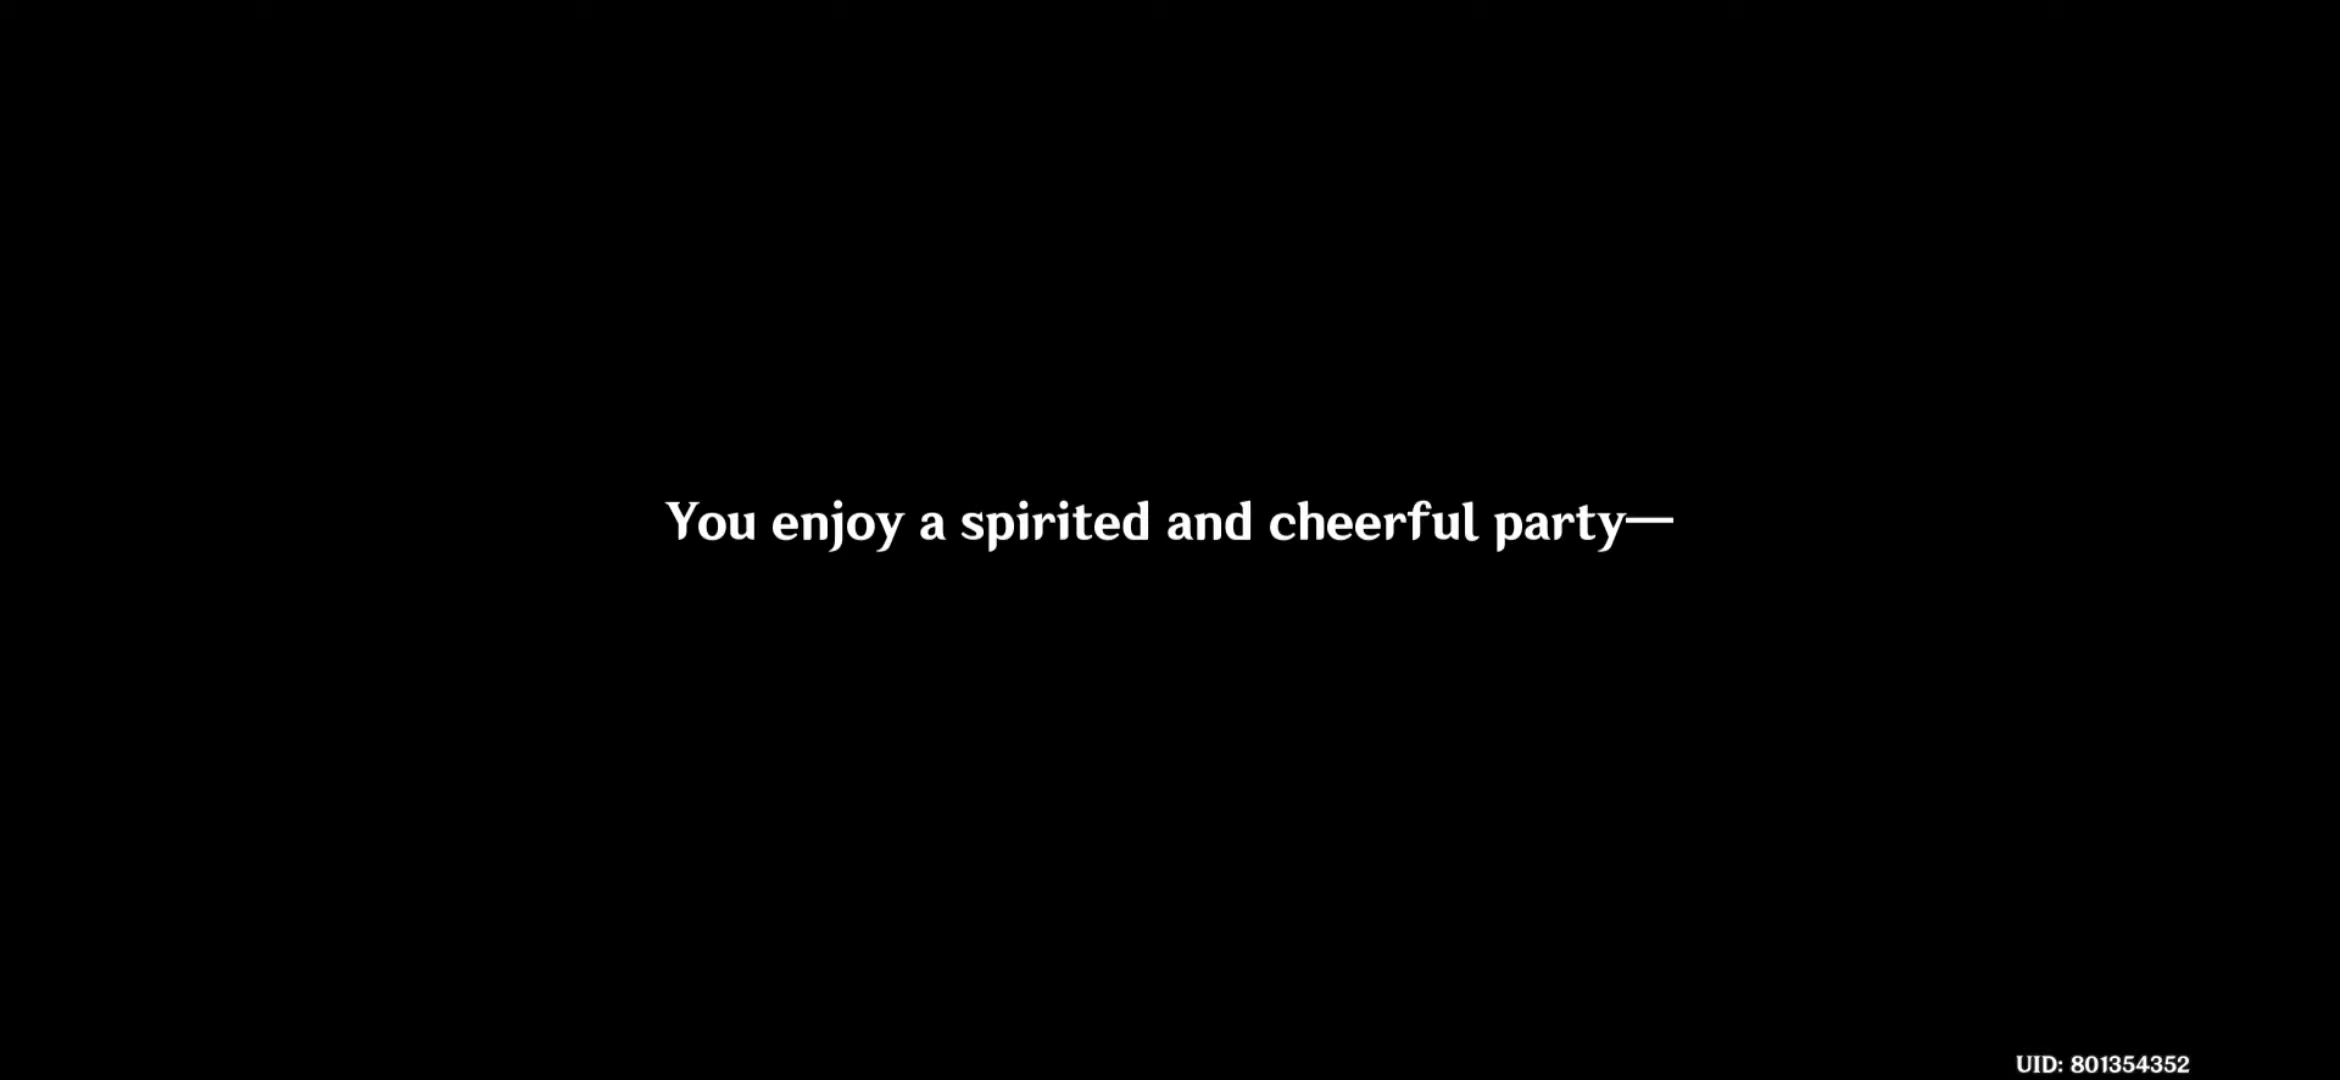 You enjoy a spirited and cheerful party—
UID: 801354352